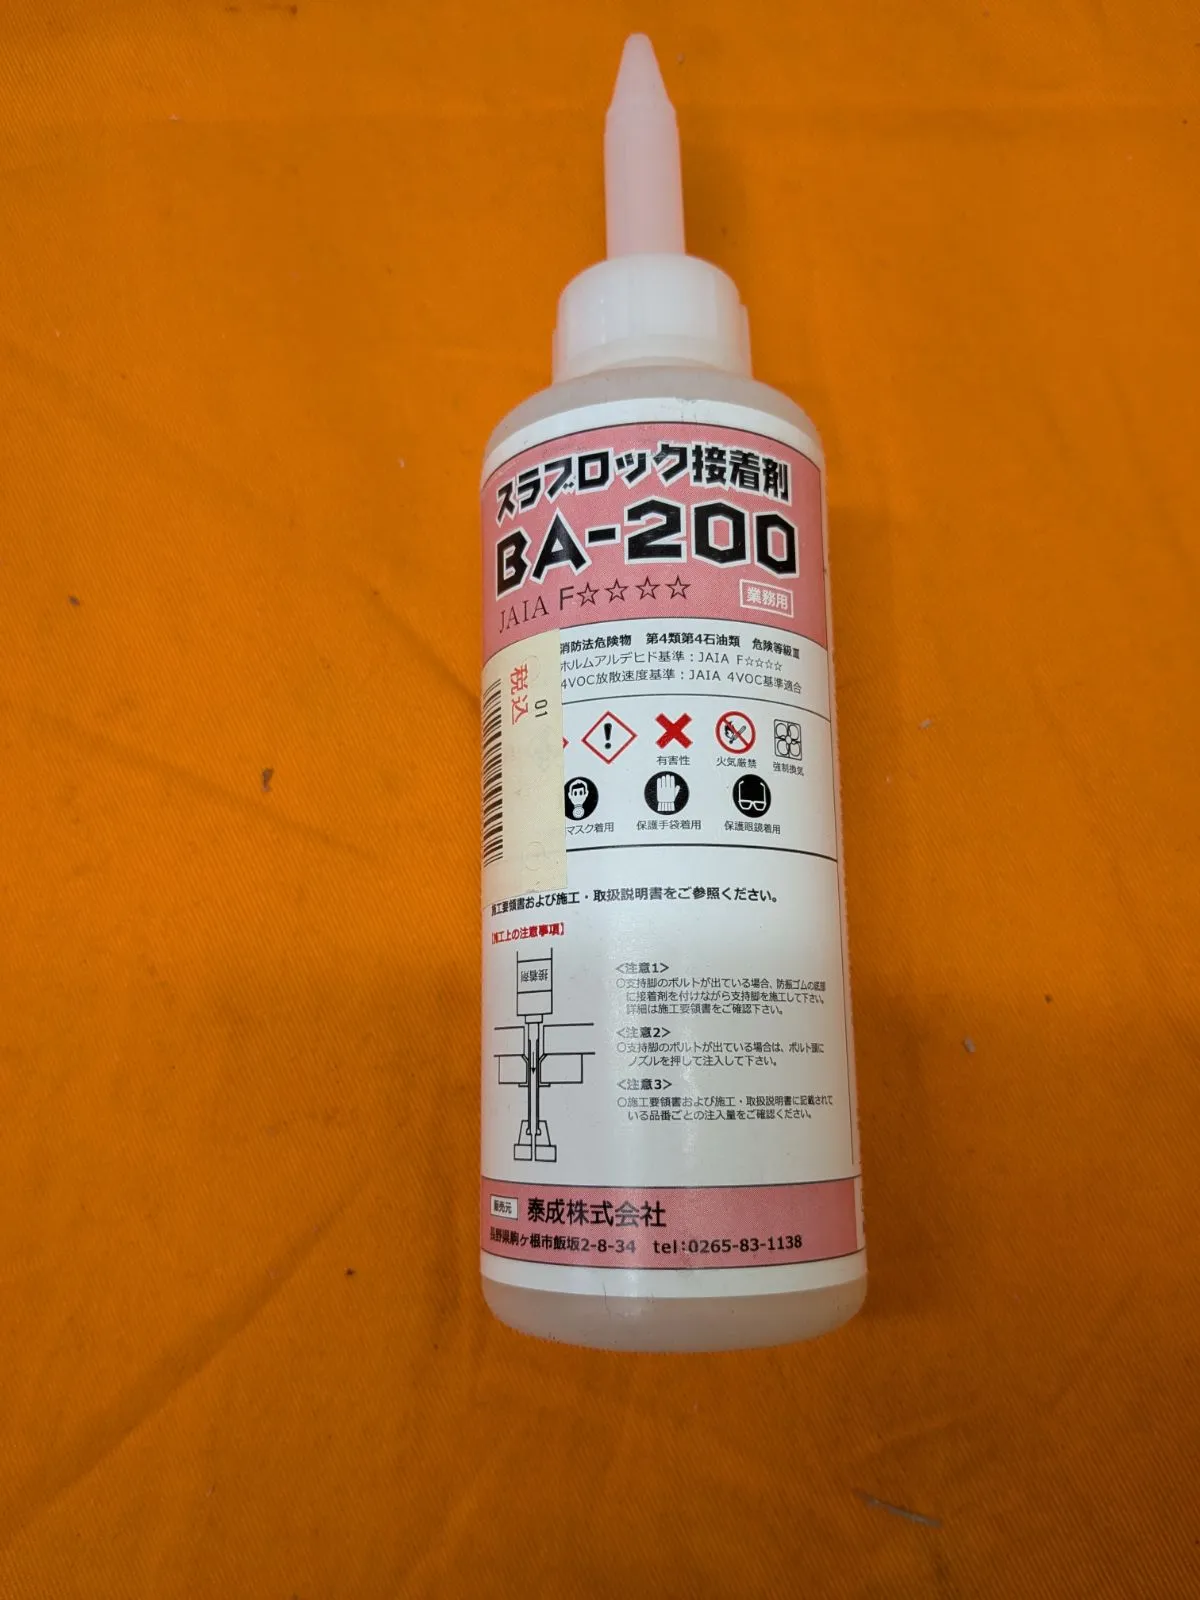 スラブロック接着剤
BA-200
JAIA F☆☆☆☆
業務用
消防法危険物 第4類第4石油類 危険等級Ⅲ
ホルムアルデヒド基準：JAIA F☆☆☆☆
4VOC放散速度基準：JAIA 4VOC基準適合
税込
01
有害性
火気厳禁
強制換気
マスク着用
保護手袋着用
保護眼鏡着用
施工要領書および施工・取扱説明書をご参照ください。
【施工上の注意事項】
接着剤
<注意1>
○支持脚のボルトが出ている場合、防振ゴムの底部
に接着剤を付けながら支持脚を施工して下さい。
詳細は施工要領書をご確認下さい。
<注意2>
○支持脚のボルトが出ている場合は、ボルト頭に
ノズルを押して注入して下さい。
<注意3>
○施工要領書および施工・取扱説明書に記載されて
いる品番ごとの注入量をご確認ください。
販売元
泰成株式会社
長野県駒ヶ根市飯坂2-8-34 tel:0265-83-1138